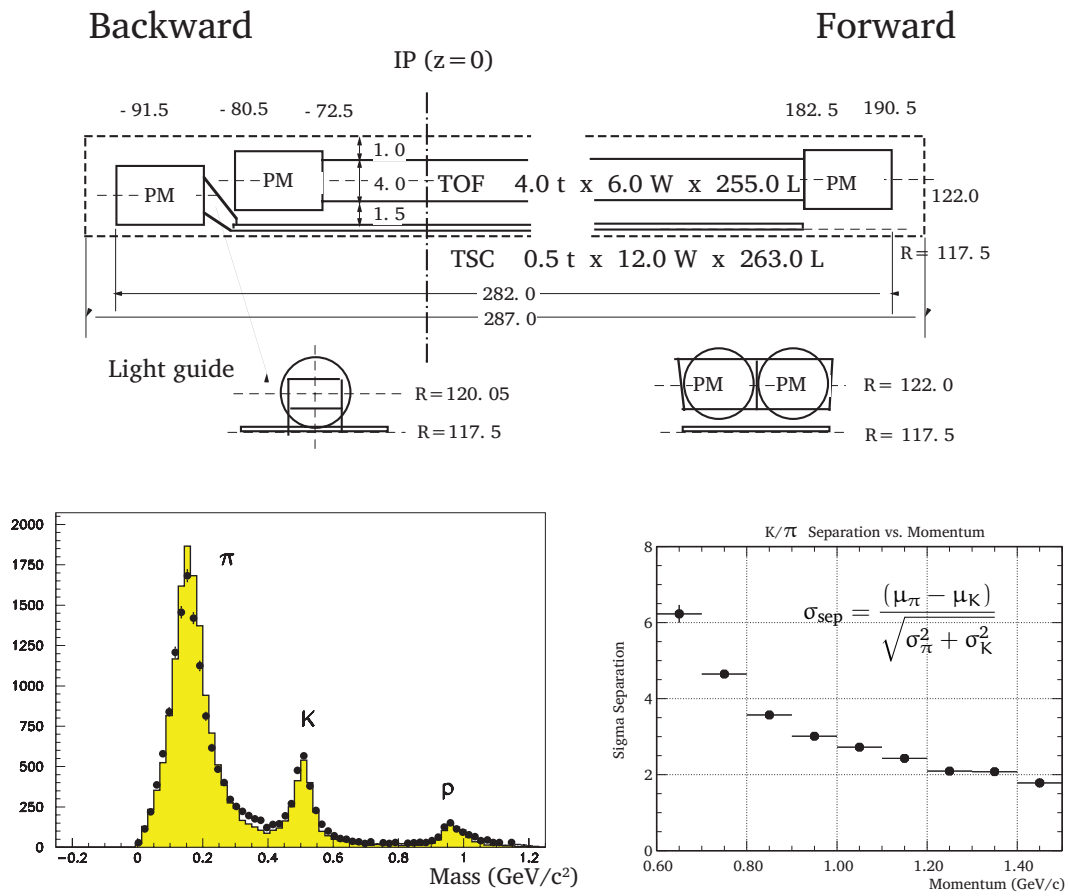 Backward Forward
IP (z = 0)
- 91.5 - 80.5 - 72.5 182. 5 190. 5
1. 0
PM PM 4. 0 TOF 4.0 t x 6.0 W x 255.0 L PM 122.0
1. 5
TSC 0.5 t x 12.0 W x 263.0 L R= 117. 5
282. 0
287. 0
Light guide
R=120. 05
R=117. 5
PM PM R= 122. 0
R= 117. 5
2000
1750
1500
1250
1000
750
500
250
0
π
K
p
-0.2 0 0.2 0.4 0.6 0.8 1 1.2
Mass (GeV/c²)
K/π Separation vs. Momentum
8
6
4
2
0
Sigma Separation
σsep = (μπ − μK) / √σ²π + σ²K
0.60 0.80 1.00 1.20 1.40
Momentum (GeV/c)